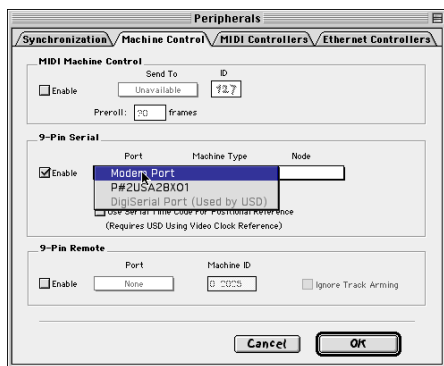 Peripherals
Synchronization Machine Control MIDI Controllers Ethernet Controllers
MIDI Machine Control
Send To ID
Enable Unavailable 127
Preroll: 20 frames
9-Pin Serial
Port Machine Type Node
Enable Modem Port
P#2USA28X01
DigiSerial Port (Used by USD)
Use Serial Time Code For Positional Reference
(Requires USD Using Video Clock Reference)
9-Pin Remote
Port Machine ID
Enable None Ignore Track Arming
Cancel OK